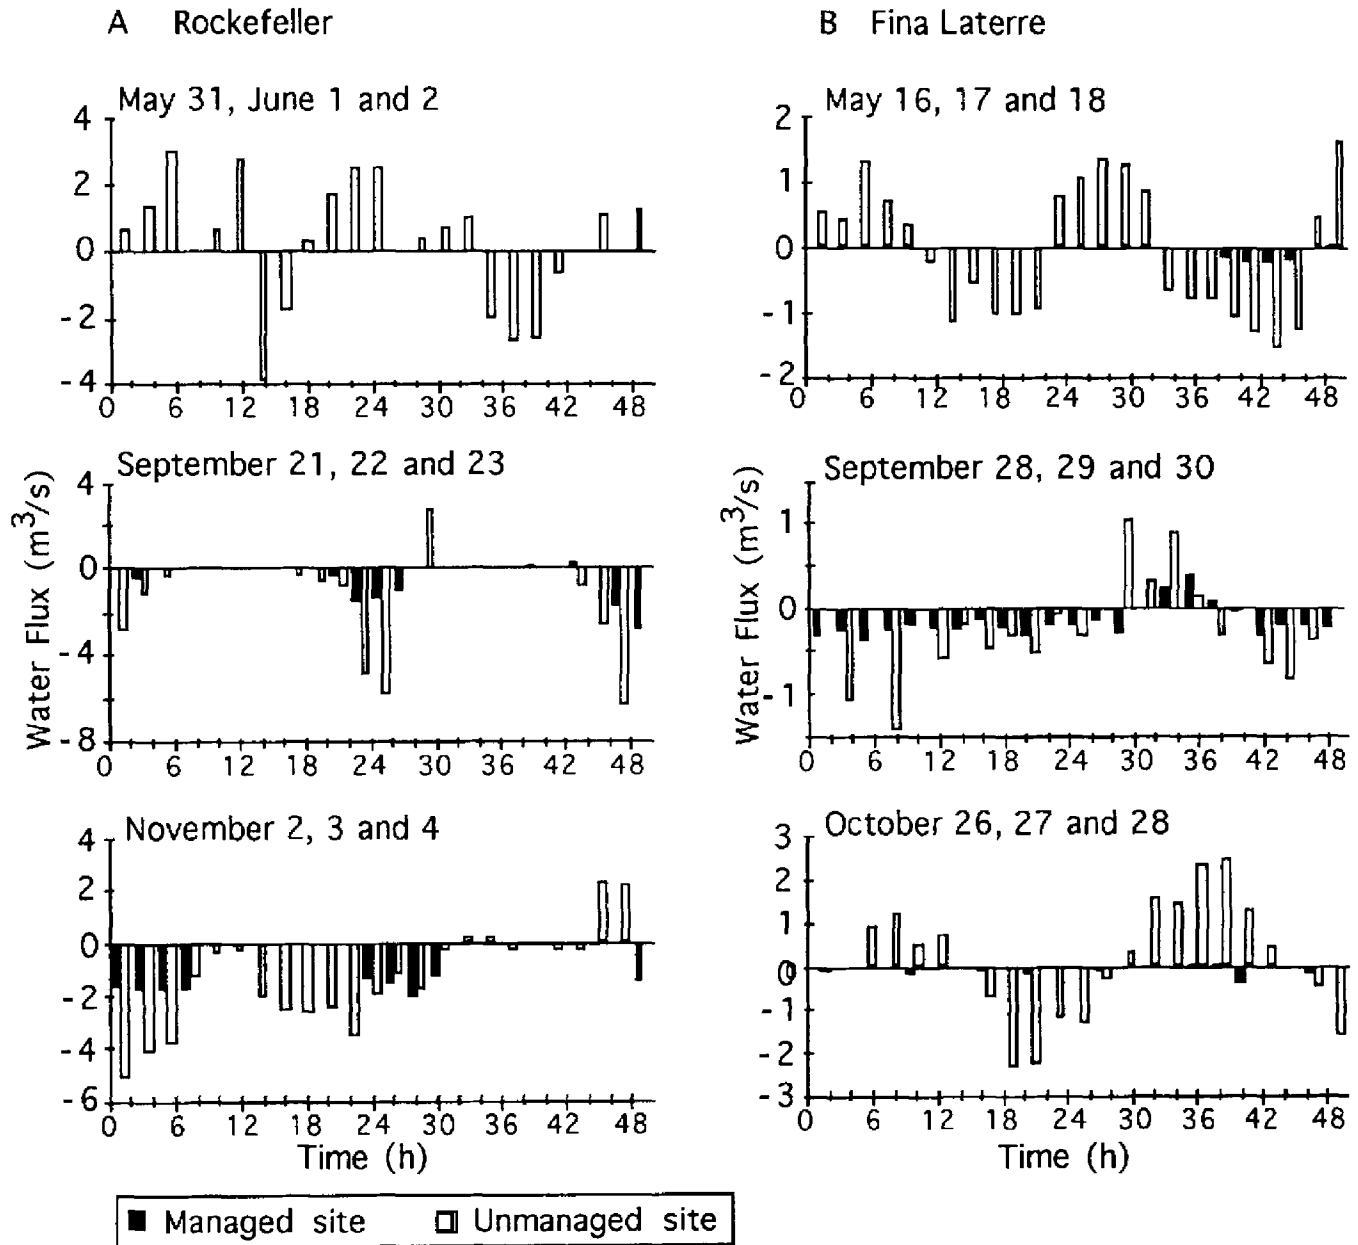 A Rockefeller
B Fina Laterre
May 31, June 1 and 2
4
2
0
-2
-4
0 6 12 18 24 30 36 42 48
May 16, 17 and 18
2
1
0
-1
-2
0 6 12 18 24 30 36 42 48
Water Flux (m³/s)
September 21, 22 and 23
4
0
-4
-8
0 6 12 18 24 30 36 42 48
Water Flux (m³/s)
September 28, 29 and 30
1
0
-1
0 6 12 18 24 30 36 42 48
November 2, 3 and 4
4
2
0
-2
-4
-6
0 6 12 18 24 30 36 42 48
Time (h)
October 26, 27 and 28
3
2
1
0
-1
-2
-3
0 6 12 18 24 30 36 42 48
Time (h)
Managed site Unmanaged site